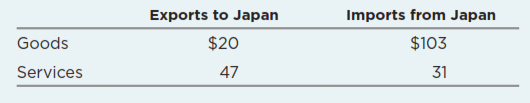 Exports to Japan Imports from Japan
Goods $20 $103
Services 47 31